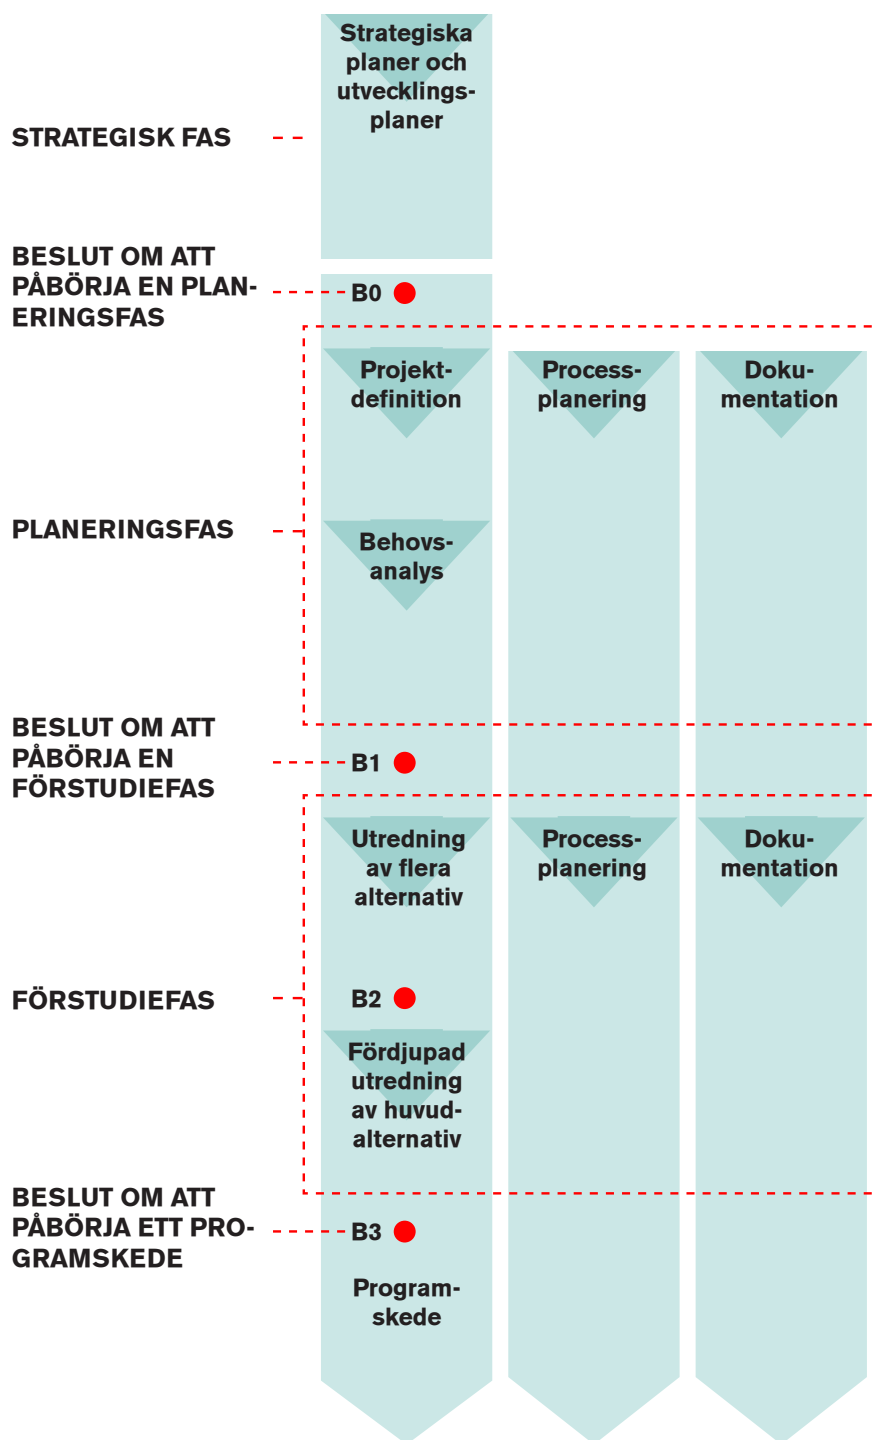 Strategiska
planer och
utvecklings-
planer
STRATEGISK FAS
BESLUT OM ATT
PÅBÖRJA EN PLAN-
ERINGSFAS
B0
Projekt-
definition
Process-
planering
Doku-
mentation
PLANERINGSFAS
Behovs-
analys
BESLUT OM ATT
PÅBÖRJA EN
FÖRSTUDIEFAS
B1
Utredning
av flera
alternativ
Process-
planering
Doku-
mentation
FÖRSTUDIEFAS
B2
Fördjupad
utredning
av huvud-
alternativ
BESLUT OM ATT
PÅBÖRJA ETT PRO-
GRAMSKEDE
B3
Program-
skede